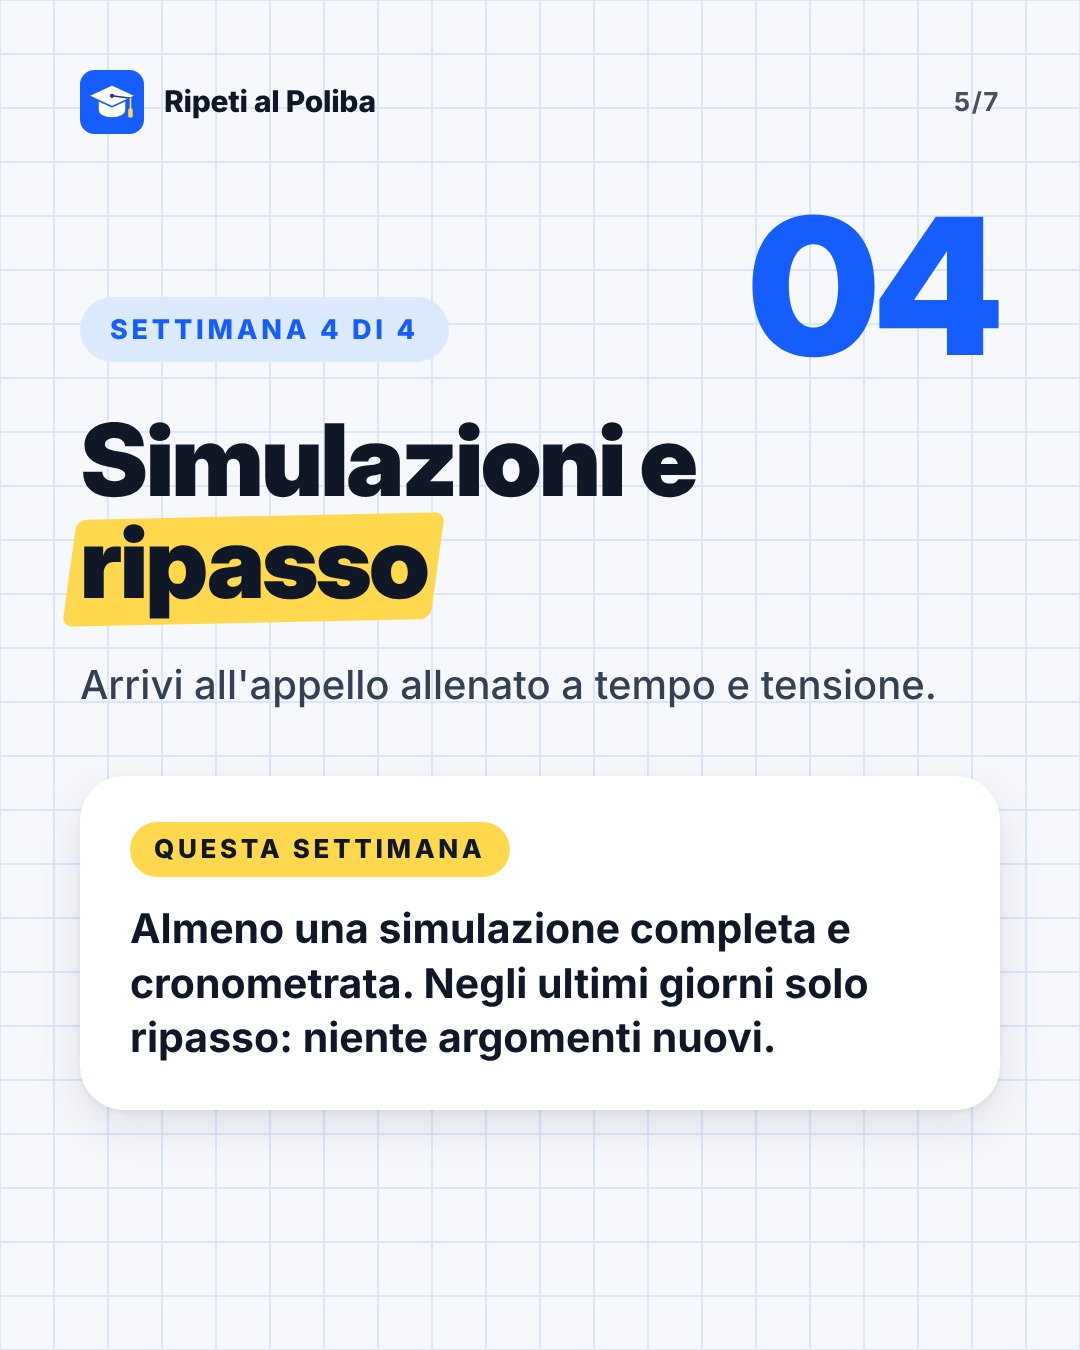 Ripeti al Poliba
5/7
04
SETTIMANA 4 DI 4
Simulazioni e
ripasso
Arrivi all'appello allenato a tempo e tensione.
QUESTA SETTIMANA
Almeno una simulazione completa e
cronometrata. Negli ultimi giorni solo
ripasso: niente argomenti nuovi.